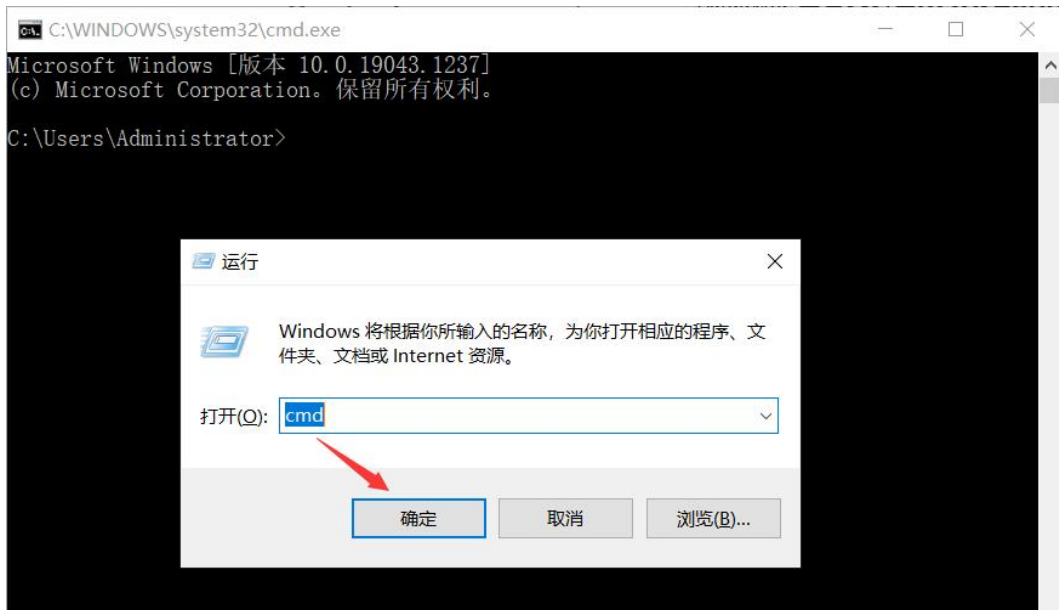 C:\WINDOWS\system32\cmd.exe
Microsoft Windows [版本 10.0.19043.1237]
(c) Microsoft Corporation。保留所有权利。
C:\Users\Administrator>
运行
Windows 将根据你所输入的名称，为你打开相应的程序、文
件夹、文档或 Internet 资源。
打开(O): cmd
确定 取消 浏览(B)...